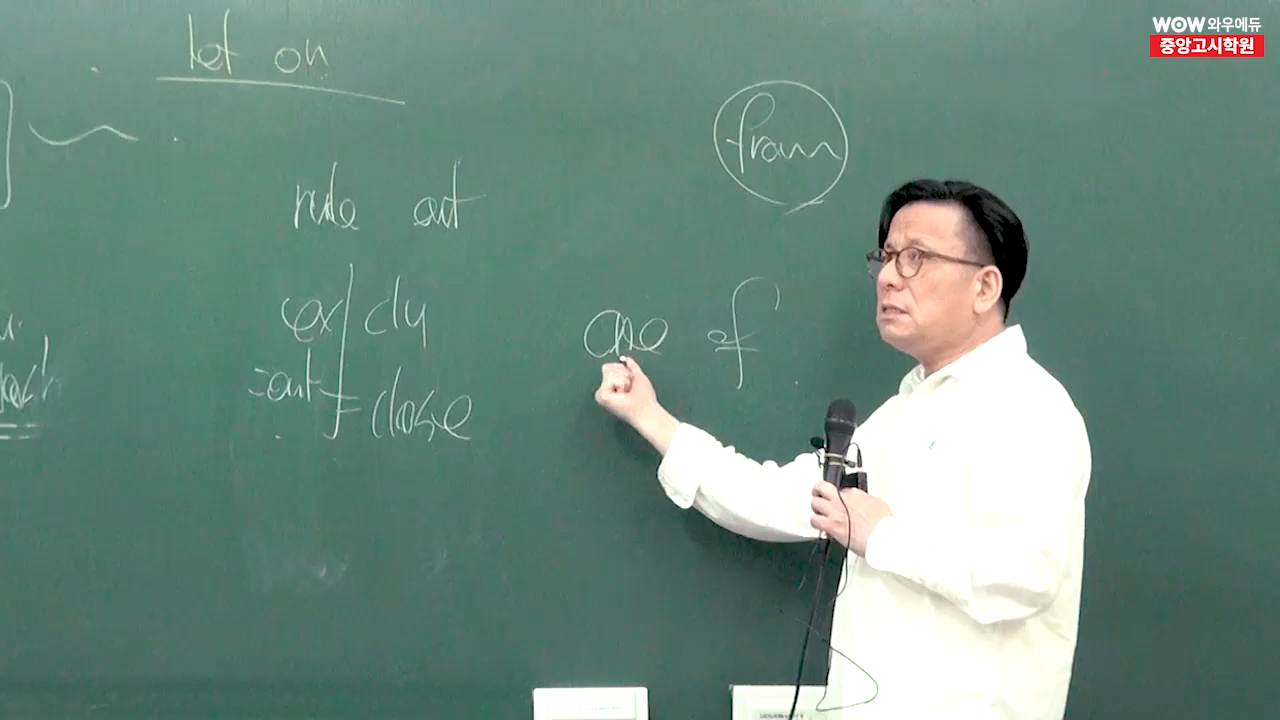 WOW 와우에듀
중앙고시학원
let on
from
rule out
ex/clu
are of
=out = close